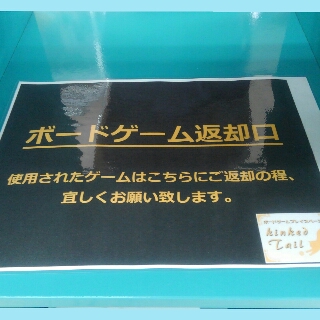 ボードゲーム返却口
使用されたゲームはこちらにご返却の程、
宜しくお願い致します。